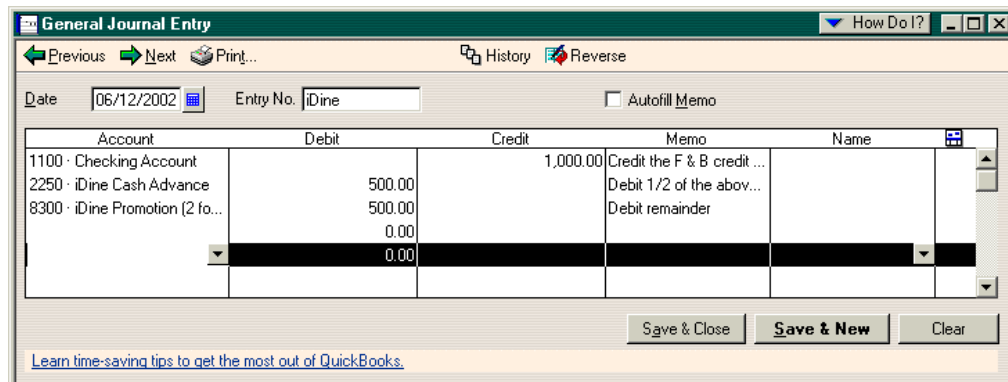 General Journal Entry How Do I?
Previous Next Print... History Reverse
Date 06/12/2002 Entry No. iDine Autofill Memo
Account Debit Credit Memo Name
1100 · Checking Account 1,000.00 Credit the F & B credit ...
2250 · iDine Cash Advance 500.00 Debit 1/2 of the abov...
8300 · iDine Promotion (2 fo... 500.00 Debit remainder
0.00
0.00
Save & Close Save & New Clear
Learn time-saving tips to get the most out of QuickBooks.